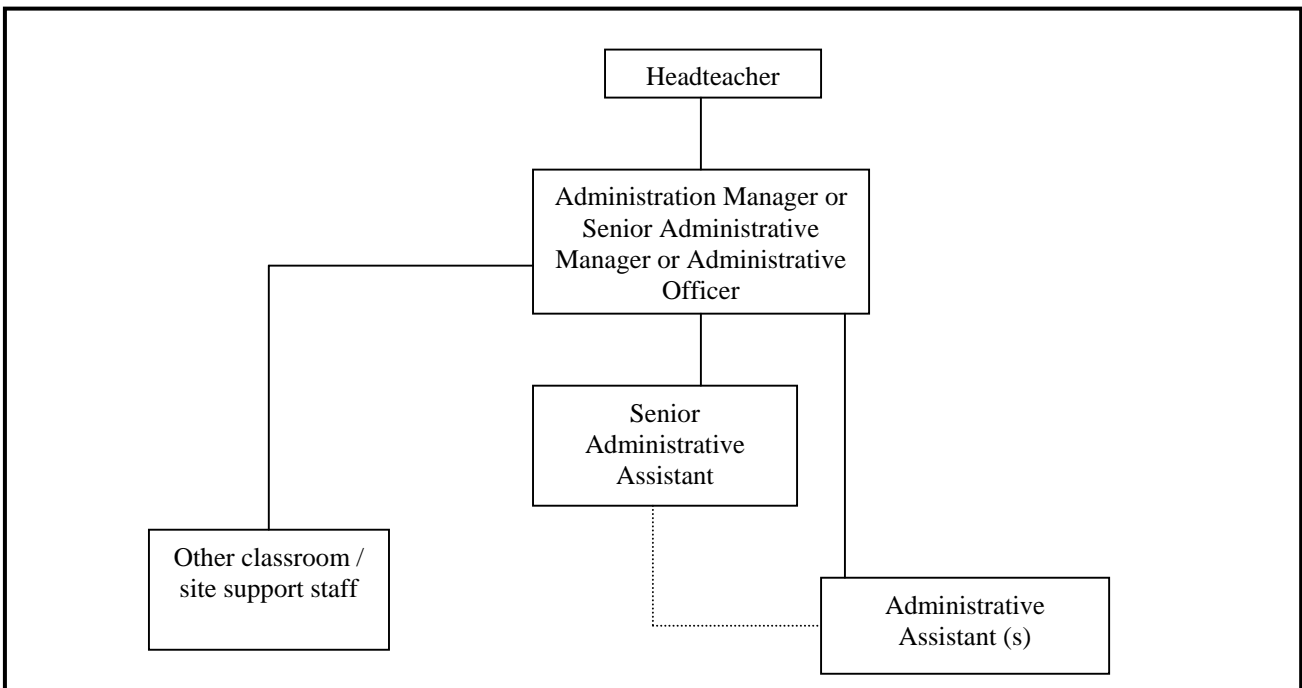 Headteacher
Administration Manager or
Senior Administrative
Manager or Administrative
Officer
Senior
Administrative
Assistant
Other classroom /
site support staff
Administrative
Assistant (s)